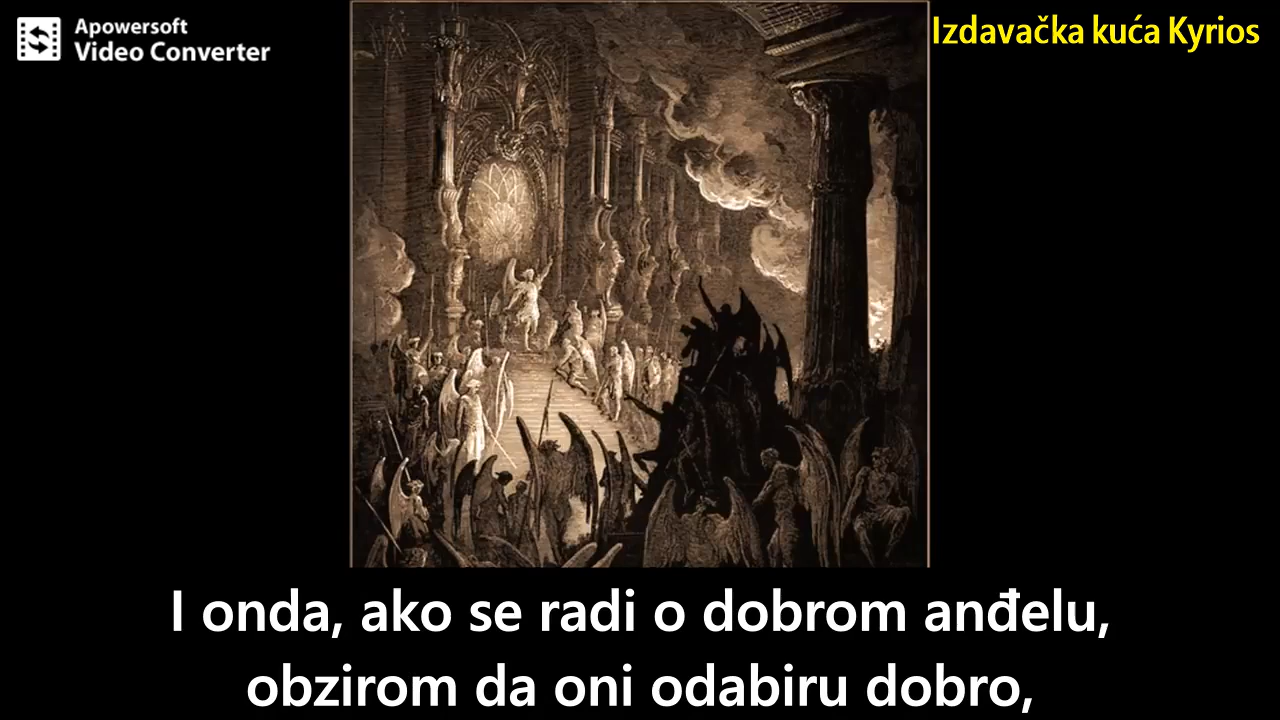 Apowersoft
Video Converter
Izdavačka kuća Kyrios
I onda, ako se radi o dobrom anđelu,
obzirom da oni odabiru dobro,